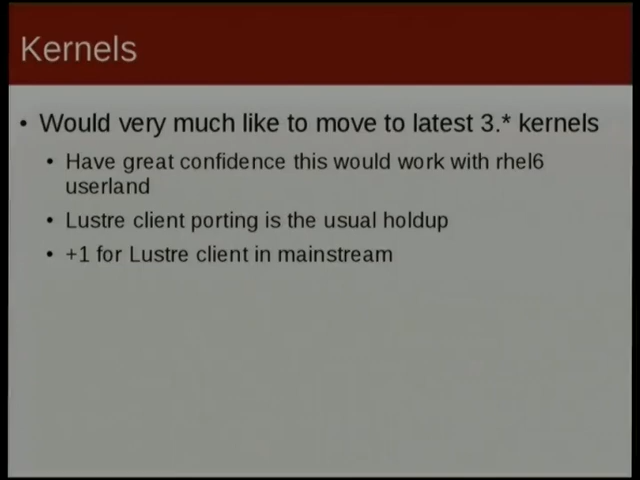 Kernels
• Would very much like to move to latest 3.* kernels
• Have great confidence this would work with rhel6
userland
• Lustre client porting is the usual holdup
• +1 for Lustre client in mainstream